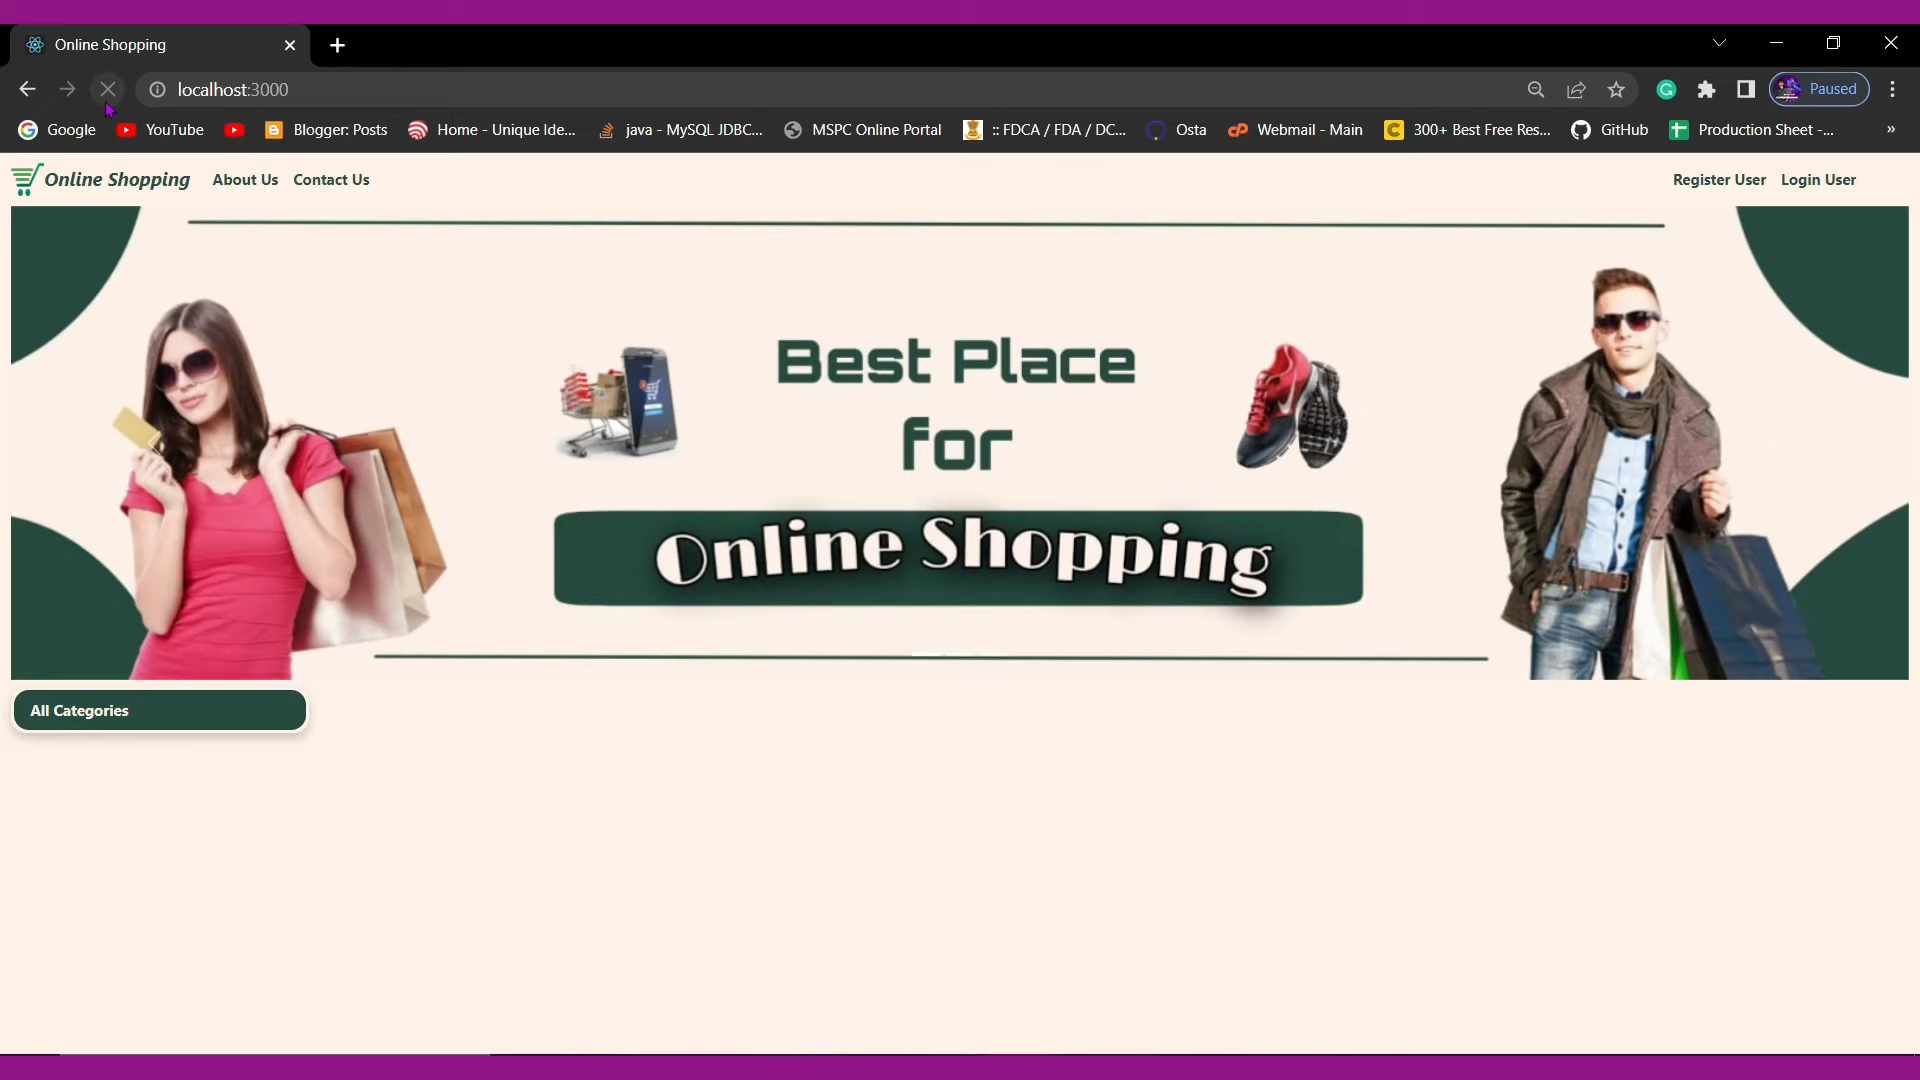 Online Shopping
localhost:3000
Paused
Google
YouTube
Blogger: Posts
Home - Unique Ide...
java - MySQL JDBC...
MSPC Online Portal
:: FDCA / FDA / DC...
Osta
Webmail - Main
300+ Best Free Res...
GitHub
Production Sheet -...
»
Online Shopping
About Us
Contact Us
Register User
Login User
Best Place
for
Online Shopping
All Categories